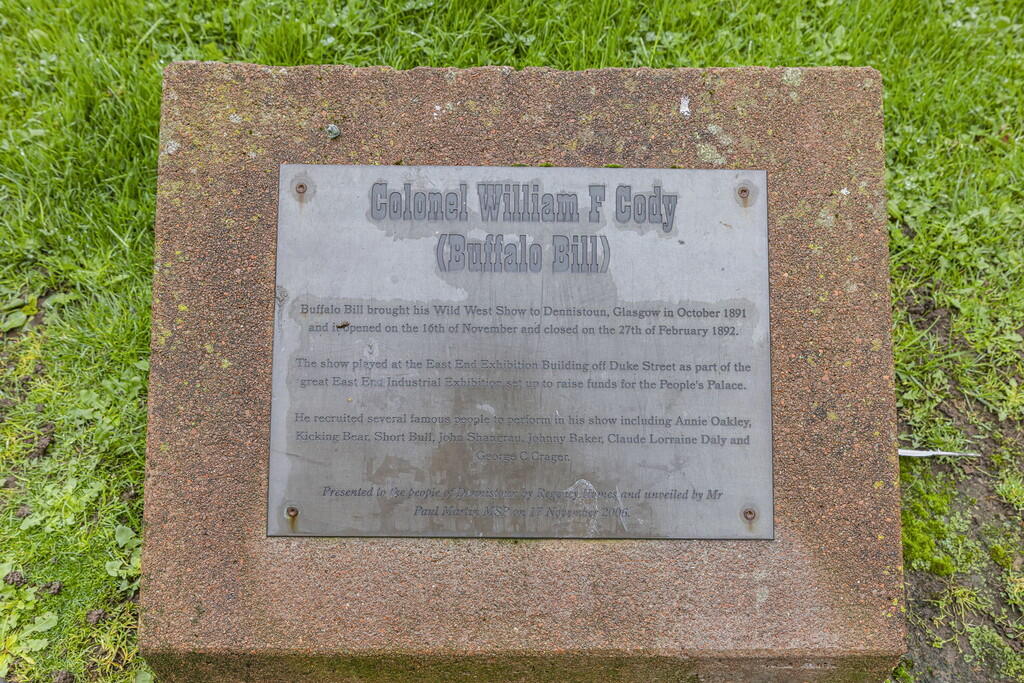 Colonel William F Cody
(Buffalo Bill)
Buffalo Bill brought his Wild West Show to Dennistoun, Glasgow in October 1891
and it opened on the 16th of November and closed on the 27th of February 1892.
The show played at the East End Exhibition Building off Duke Street as part of the
great East End Industrial Exhibition set up to raise funds for the People's Palace.
He recruited several famous people to perform in his show including Annie Oakley,
Kicking Bear, Short Bull, John Shangrau, Johnny Baker, Claude Lorraine Daly and
George C Crager.
Presented to the people of Dennistoun by Regency Homes and unveiled by Mr
Paul Martin MSP on 17 November 2006.